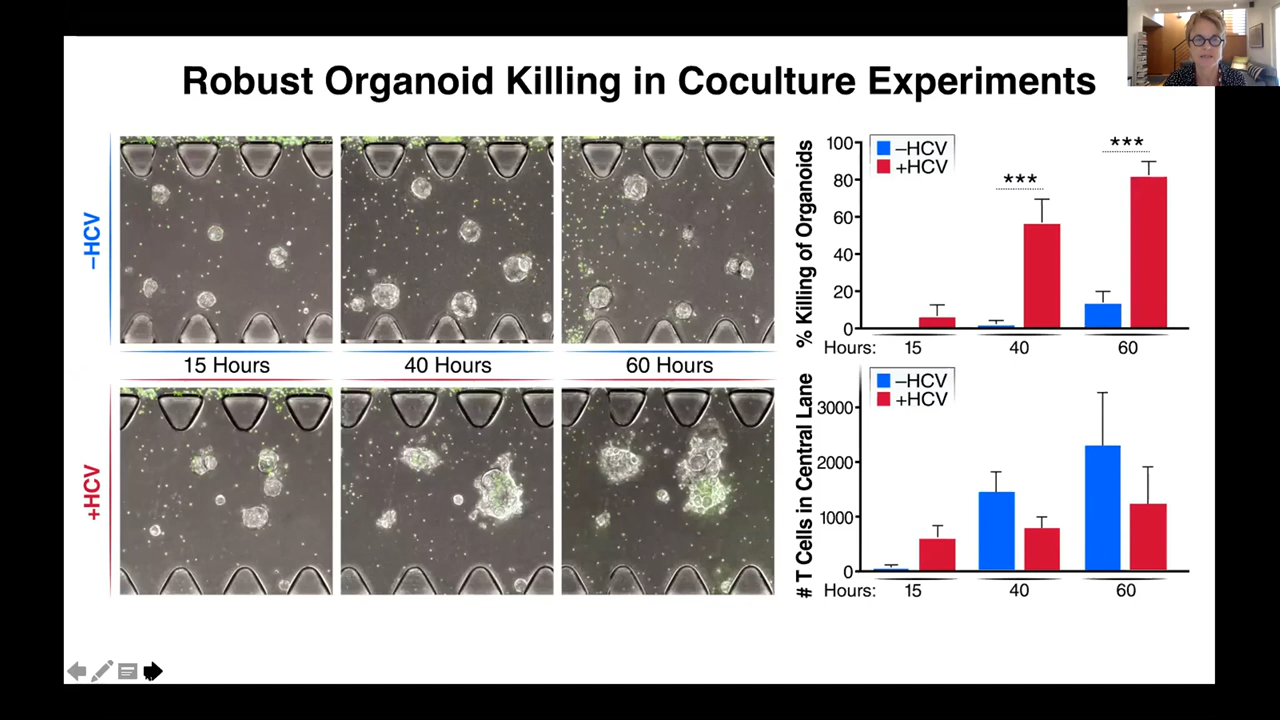 Robust Organoid Killing in Coculture Experiments
–HCV
15 Hours
40 Hours
60 Hours
+HCV
% Killing of Organoids
100
80
60
40
20
0
–HCV
+HCV
***
***
Hours:
15
40
60
# T Cells in Central Lane
3000
2000
1000
0
–HCV
+HCV
Hours:
15
40
60